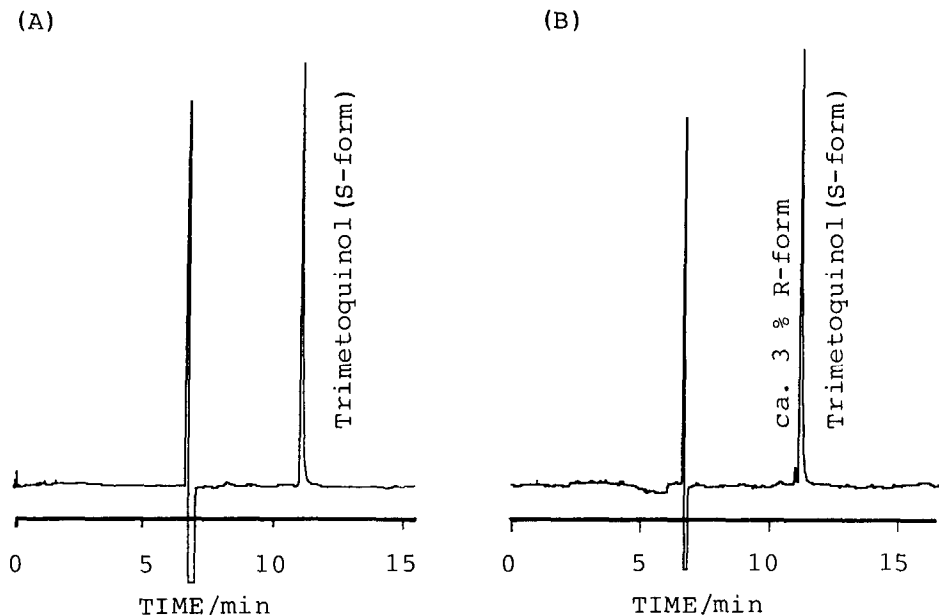 (A)
Trimetoquinol(S-form)
0 5 10 15
TIME/min
(B)
ca. 3 % R-form
Trimetoquinol(S-form)
0 5 10 15
TIME/min